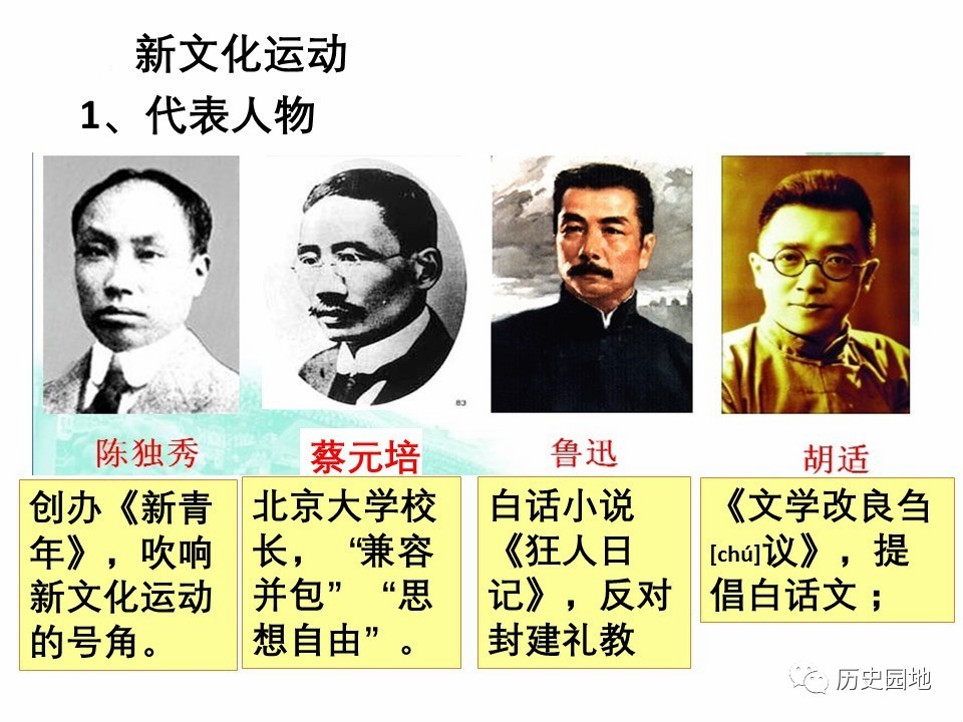 新文化运动
1、代表人物
83
陈独秀
蔡元培
鲁迅
胡适
创办《新青
年》，吹响
新文化运动
的号角。
北京大学校
长，“兼容
并包”“思
想自由”。
白话小说
《狂人日
记》，反对
封建礼教
《文学改良刍
[chú]议》，提
倡白话文；
历史园地